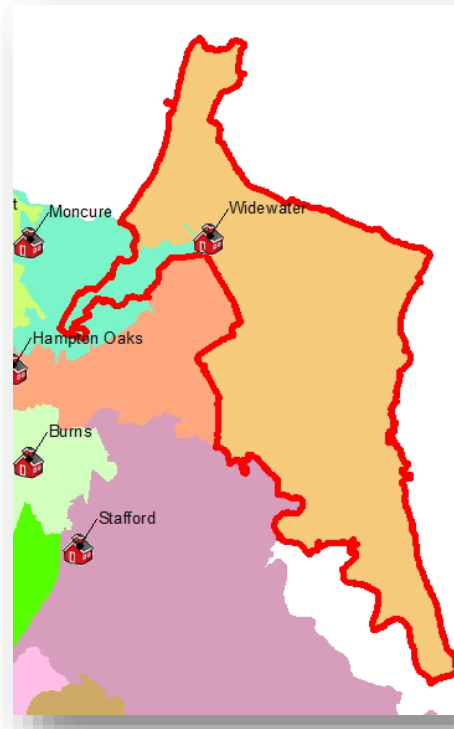 t
Moncure
Widewater
Hampton Oaks
Burns
Stafford